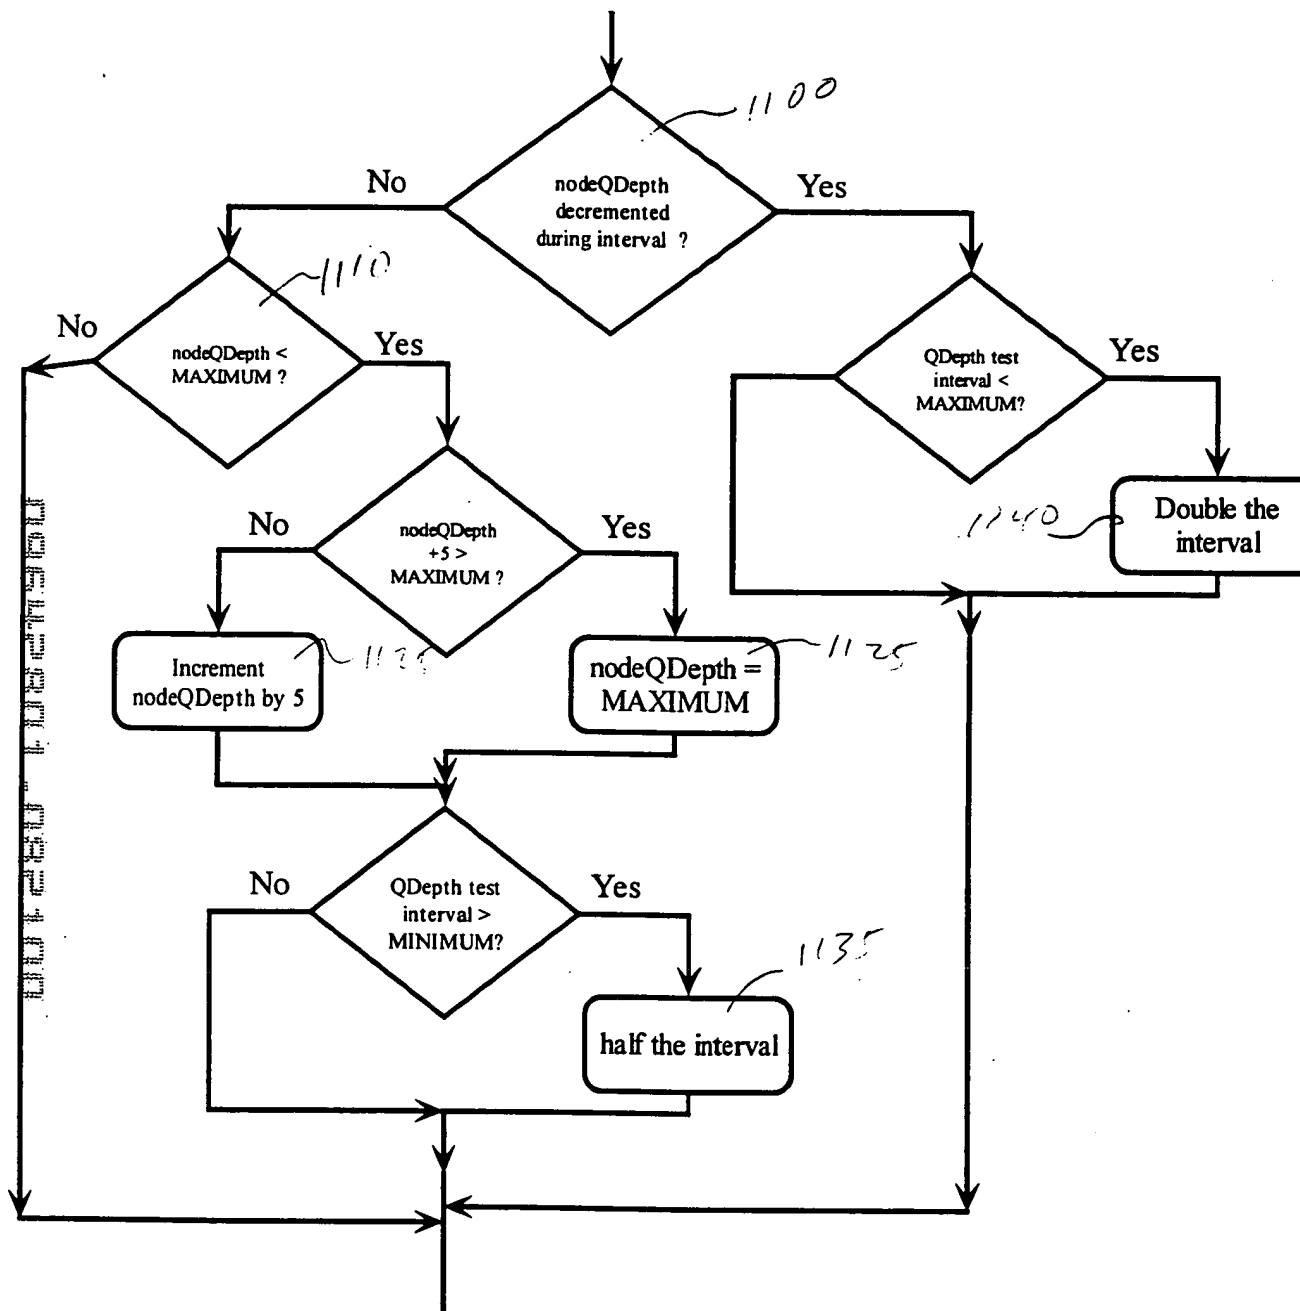 1100
No
nodeQDepth
decremented
during interval ?
Yes
1110
No
nodeQDepth <
MAXIMUM ?
Yes
QDepth test
interval <
MAXIMUM?
Yes
No
nodeQDepth
+5 >
MAXIMUM ?
Yes
1140
Double the
interval
Increment
nodeQDepth by 5
nodeQDepth =
MAXIMUM
1125
No
QDepth test
interval >
MINIMUM?
Yes
1135
half the interval